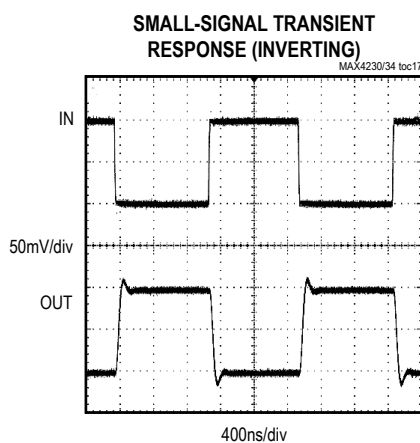 SMALL-SIGNAL TRANSIENT
RESPONSE (INVERTING)
MAX4230/34 toc17
IN
50mV/div
OUT
400ns/div